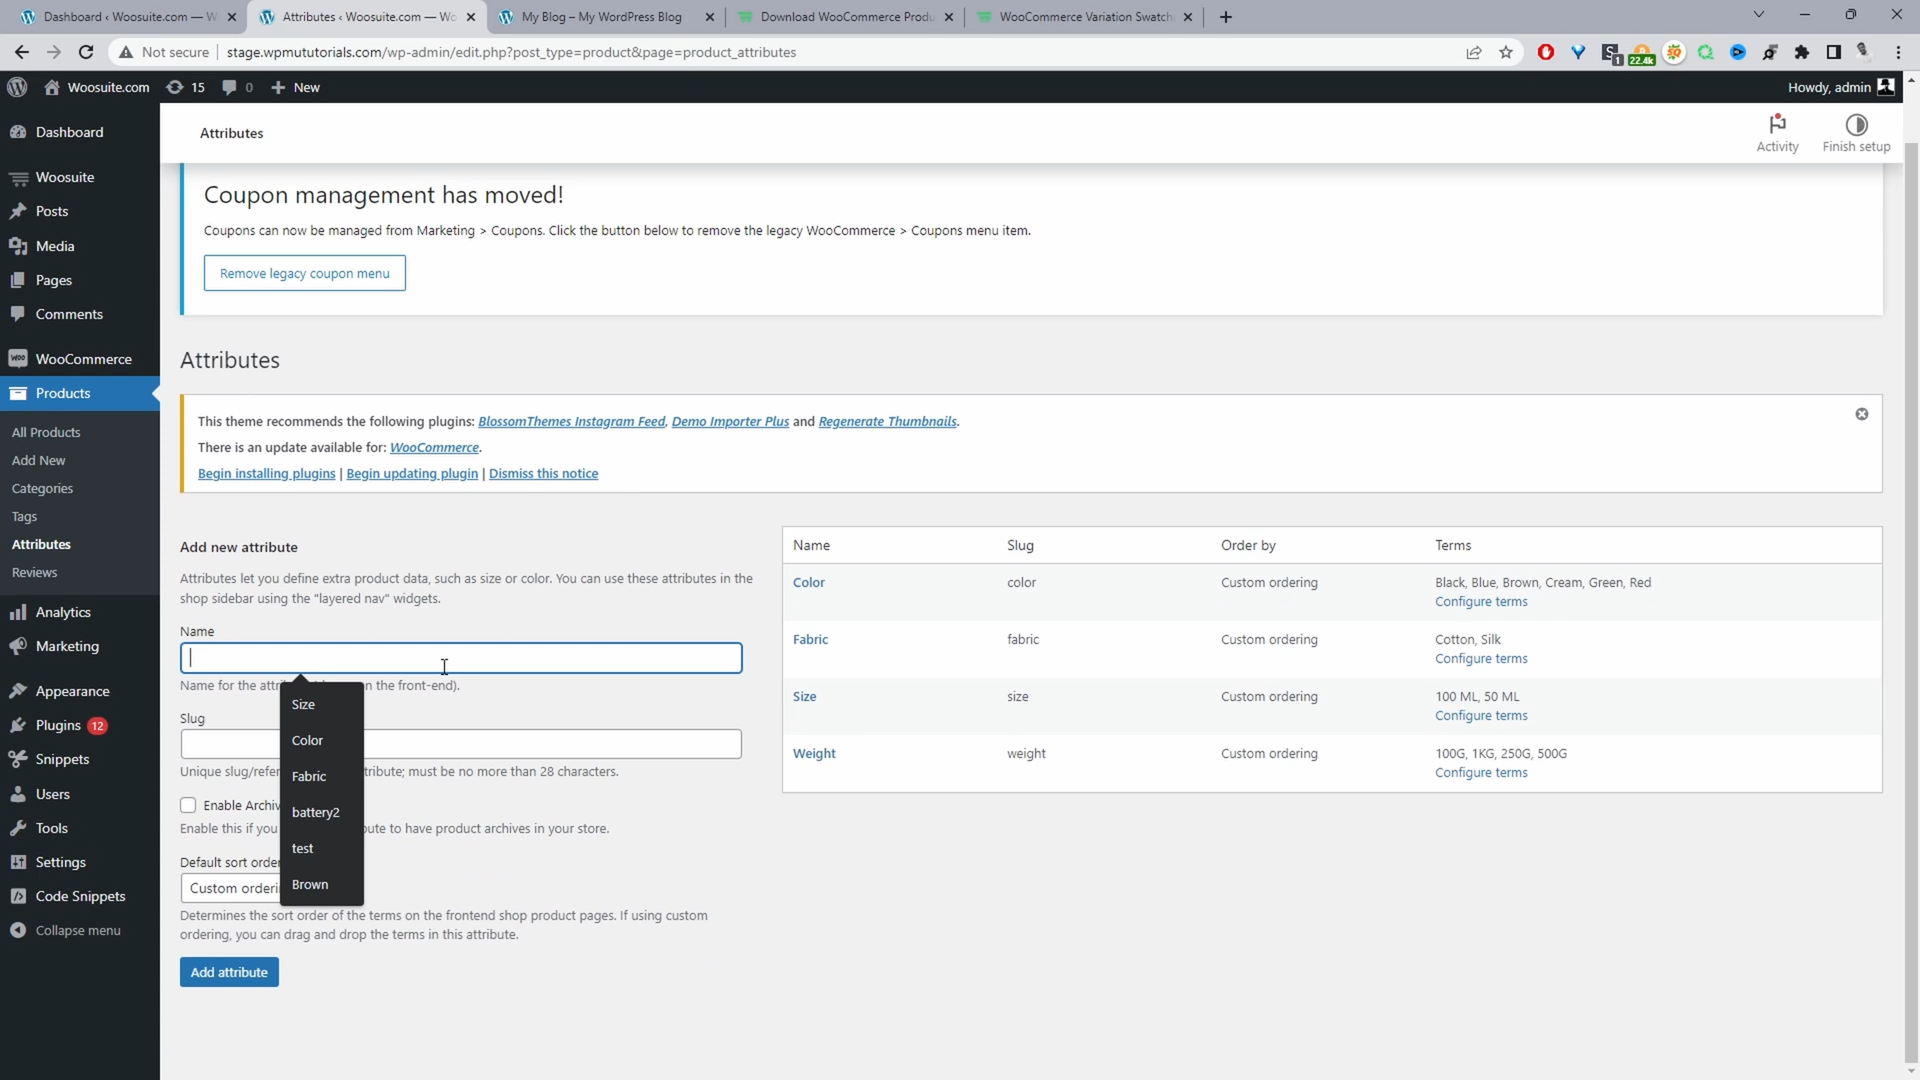 Dashboard ‹ Woosuite.com — W
Attributes ‹ Woosuite.com — Wo
My Blog – My WordPress Blog
Download WooCommerce Produ
WooCommerce Variation Swatch
Not secure
stage.wpmututorials.com/wp-admin/edit.php?post_type=product&page=product_attributes
1
22.4k
Woosuite.com
15
0
New
Howdy, admin
Dashboard
Woosuite
Posts
Media
Pages
Comments
WooCommerce
Products
All Products
Add New
Categories
Tags
Attributes
Reviews
Analytics
Marketing
Appearance
Plugins 12
Snippets
Users
Tools
Settings
Code Snippets
Collapse menu
Attributes
Activity
Finish setup
Coupon management has moved!
Coupons can now be managed from Marketing > Coupons. Click the button below to remove the legacy WooCommerce > Coupons menu item.
Remove legacy coupon menu
Attributes
This theme recommends the following plugins: BlossomThemes Instagram Feed, Demo Importer Plus and Regenerate Thumbnails.
There is an update available for: WooCommerce.
Begin installing plugins | Begin updating plugin | Dismiss this notice
Add new attribute
Attributes let you define extra product data, such as size or color. You can use these attributes in the
shop sidebar using the "layered nav" widgets.
Name
Name for the attr n the front-end).
Slug
Unique slug/refer tribute; must be no more than 28 characters.
Enable Archiv
Enable this if you ute to have product archives in your store.
Default sort order
Custom orderi
Determines the sort order of the terms on the frontend shop product pages. If using custom
ordering, you can drag and drop the terms in this attribute.
Add attribute
Size
Color
Fabric
battery2
test
Brown
Name Slug Order by Terms
Color color Custom ordering Black, Blue, Brown, Cream, Green, Red
Configure terms
Fabric fabric Custom ordering Cotton, Silk
Configure terms
Size size Custom ordering 100 ML, 50 ML
Configure terms
Weight weight Custom ordering 100G, 1KG, 250G, 500G
Configure terms